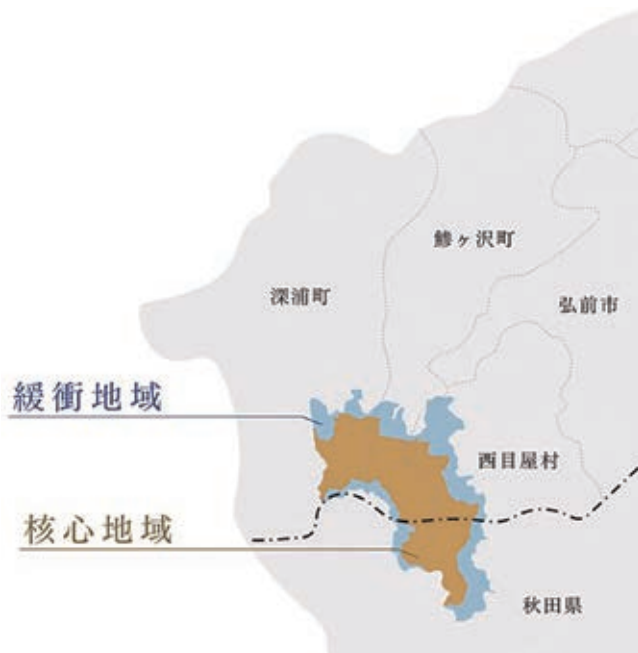 鰺ヶ沢町
深浦町
弘前市
緩衝地域
西目屋村
核心地域
秋田県